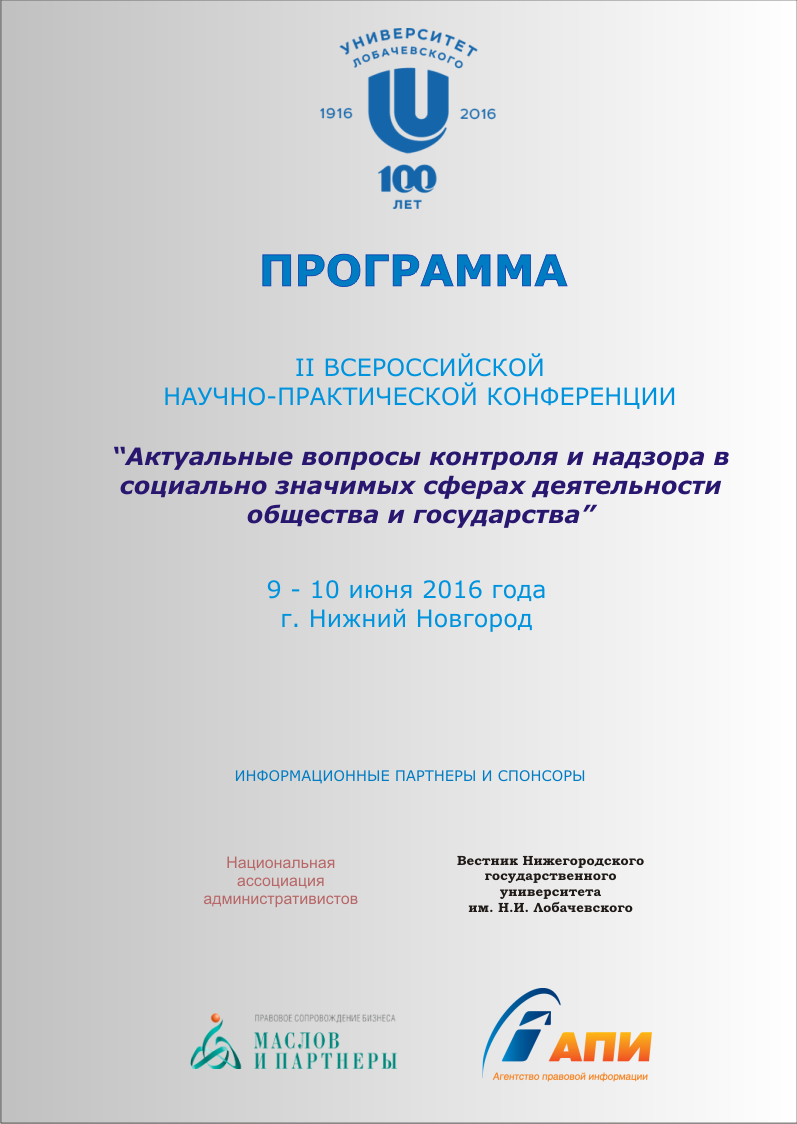 УНИВЕРСИТЕТ
ЛОБАЧЕВСКОГО
1916 2016
100
ЛЕТ
ПРОГРАММА
II ВСЕРОССИЙСКОЙ
НАУЧНО-ПРАКТИЧЕСКОЙ КОНФЕРЕНЦИИ
“Актуальные вопросы контроля и надзора в
социально значимых сферах деятельности
общества и государства”
9 - 10 июня 2016 года
г. Нижний Новгород
ИНФОРМАЦИОННЫЕ ПАРТНЕРЫ И СПОНСОРЫ
Национальная
ассоциация
административистов
Вестник Нижегородского
государственного
университета
им. Н.И. Лобачевского
ПРАВОВОЕ СОПРОВОЖДЕНИЕ БИЗНЕСА
МАСЛОВ
И ПАРТНЕРЫ
АПИ
Агентство правовой информации